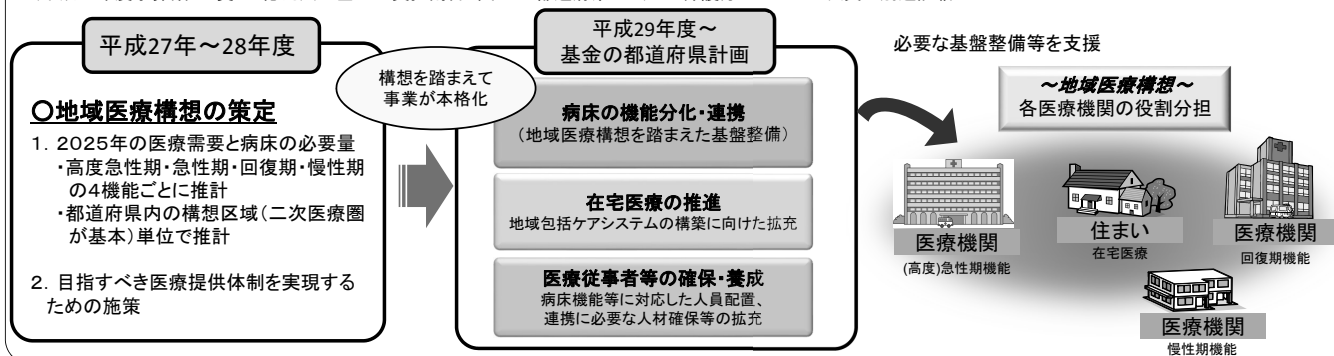 平成27年~28年度
〇地域医療構想の策定
1. 2025年の医療需要と病床の必要量
・高度急性期・急性期・回復期・慢性期
の4機能ごとに推計
・都道府県内の構想区域(二次医療圏
が基本)単位で推計
2. 目指すべき医療提供体制を実現する
ための施策
構想を踏まえて
事業が本格化
平成29年度~
基金の都道府県計画
病床の機能分化・連携
(地域医療構想を踏まえた基盤整備)
在宅医療の推進
地域包括ケアシステムの構築に向けた拡充
医療従事者等の確保・養成
病床機能等に対応した人員配置、
連携に必要な人材確保等の拡充
必要な基盤整備等を支援
~地域医療構想~
各医療機関の役割分担
医療機関
(高度)急性期機能
住まい
在宅医療
医療機関
回復期機能
医療機関
慢性期機能